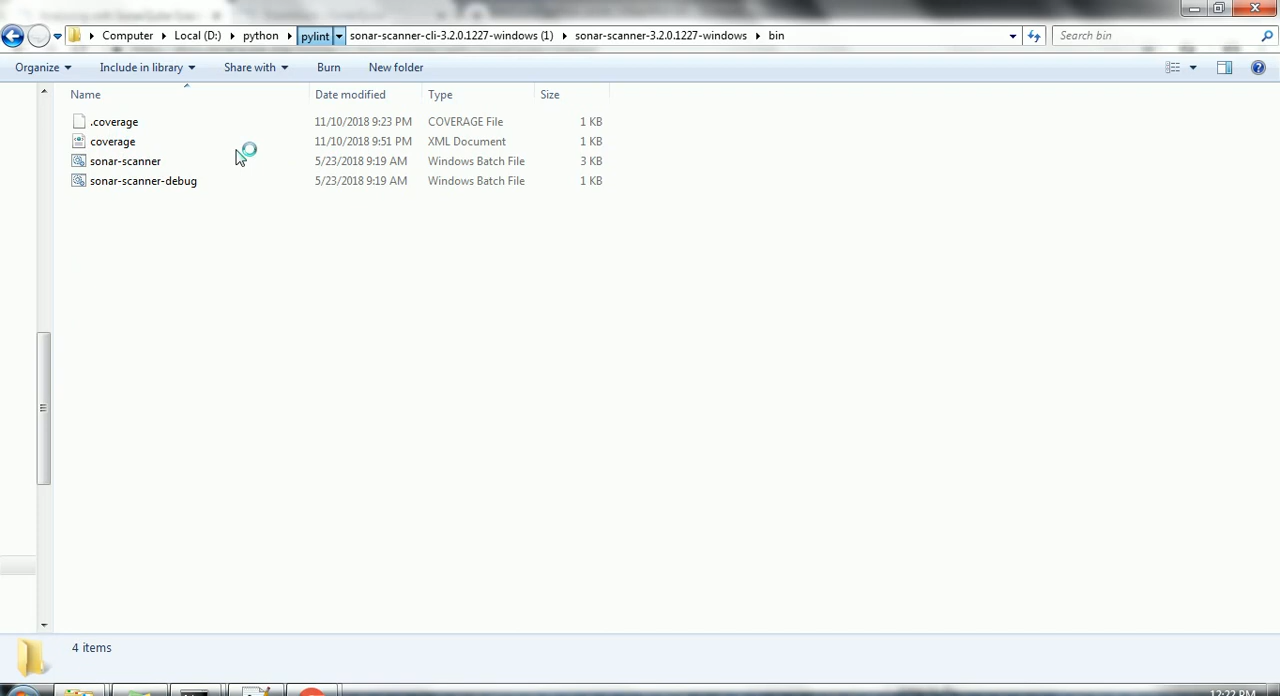 Computer Local (D:) python pylint sonar-scanner-cli-3.2.0.1227-windows (1) sonar-scanner-3.2.0.1227-windows bin Search bin
Organize Include in library Share with Burn New folder
Name Date modified Type Size
.coverage 11/10/2018 9:23 PM COVERAGE File 1 KB
coverage 11/10/2018 9:51 PM XML Document 1 KB
sonar-scanner 5/23/2018 9:19 AM Windows Batch File 3 KB
sonar-scanner-debug 5/23/2018 9:19 AM Windows Batch File 1 KB
4 items
12:22 PM